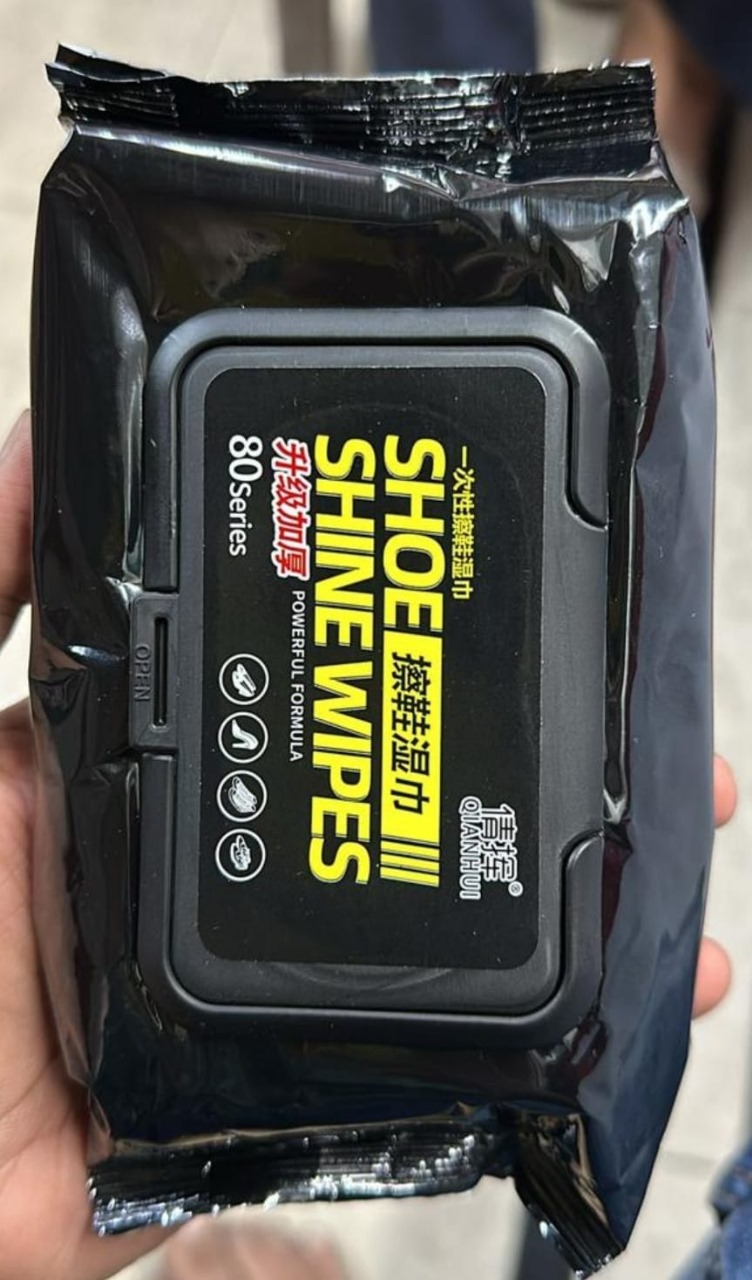 倩挥®
QIANHUI
一次性擦鞋湿巾
SHOE 擦鞋湿巾
SHINE WIPES
升级加厚 POWERFUL FORMULA
80Series
OPEN